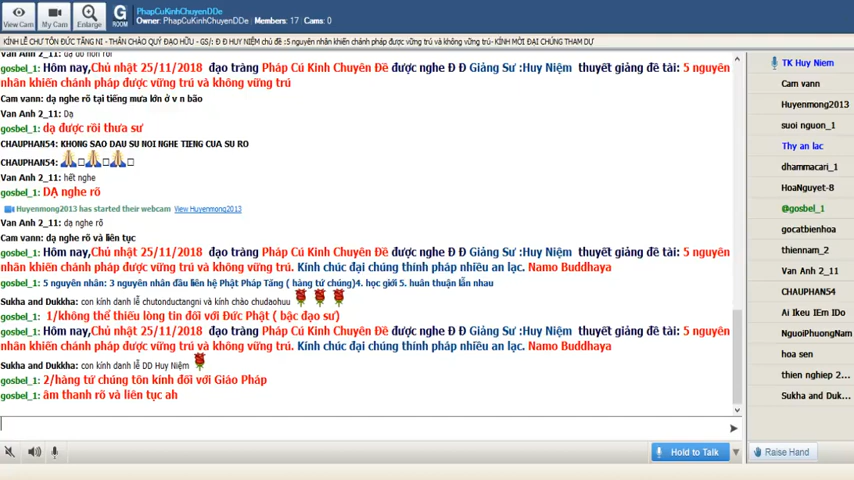 View Cam
My Cam
Enlarge
G
ROOM
PhapCuKinhChuyenDDe
Owner: PhapCuKinhChuyenDDe Members: 17 Cams: 0
KÍNH LỄ CHƯ TÔN ĐỨC TĂNG NI - THÂN CHÀO QUÝ ĐẠO HỮU - GS/: Đ Đ HUY NIỆM chủ đề :5 nguyên nhân khiến chánh pháp được vững trú và không vững trú- KÍNH MỜI ĐẠI CHÚNG THAM DỰ
gosbel_1: Hôm nay,Chủ nhật 25/11/2018 đạo tràng Pháp Cú Kinh Chuyên Đề được nghe Đ Đ Giảng Sư :Huy Niệm thuyết giảng đề tài: 5 nguyên
nhân khiến chánh pháp được vững trú và không vững trú
Cam vann: dạ nghe rõ tại tiếng mưa lớn ở v n bão
Van Anh 2_11: Dạ
gosbel_1: dạ được rồi thưa sư
CHAUPHAN54: KHONG SAO DAU SU NOI NGHE TIENG CUA SU RO
CHAUPHAN54:
Van Anh 2_11: hết nghe
gosbel_1: DẠ nghe rõ
Huyenmong2013 has started their webcam View Huyenmong2013
Van Anh 2_11: dạ nghe rõ
Cam vann: dạ nghe rõ và liên tục
gosbel_1: Hôm nay,Chủ nhật 25/11/2018 đạo tràng Pháp Cú Kinh Chuyên Đề được nghe Đ Đ Giảng Sư :Huy Niệm thuyết giảng đề tài: 5 nguyên
nhân khiến chánh pháp được vững trú và không vững trú. Kính chúc đại chúng thính pháp nhiều an lạc. Namo Buddhaya
gosbel_1: 5 nguyên nhân: 3 nguyên nhân đầu liên hệ Phật Pháp Tăng ( hàng tứ chúng)4. học giới 5. huân thuận lẫn nhau
Sukha and Dukkha: con kính danh lễ chutonductangni và kính chào chudaohuu
gosbel_1: 1/không thể thiếu lòng tin đối với Đức Phật ( bậc đạo sư)
gosbel_1: Hôm nay,Chủ nhật 25/11/2018 đạo tràng Pháp Cú Kinh Chuyên Đề được nghe Đ Đ Giảng Sư :Huy Niệm thuyết giảng đề tài: 5 nguyên
nhân khiến chánh pháp được vững trú và không vững trú. Kính chúc đại chúng thính pháp nhiều an lạc. Namo Buddhaya
Sukha and Dukkha: con kính danh lễ DD Huy Niệm
gosbel_1: 2/hàng tứ chúng tôn kính đối với Giáo Pháp
gosbel_1: âm thanh rõ và liên tục ah
Hold to Talk
Raise Hand
TK Huy Niem
Cam vann
Huyenmong2013
suoi nguon_1
Thy an lac
dhammacari_1
HoaNguyet-8
@gosbel_1
gocatbienhoa
thiennam_2
Van Anh 2_11
CHAUPHAN54
Ai Ikeu IEm IDo
NguoiPhuongNam
hoa sen
thien nghiep 2...
Sukha and Duk...